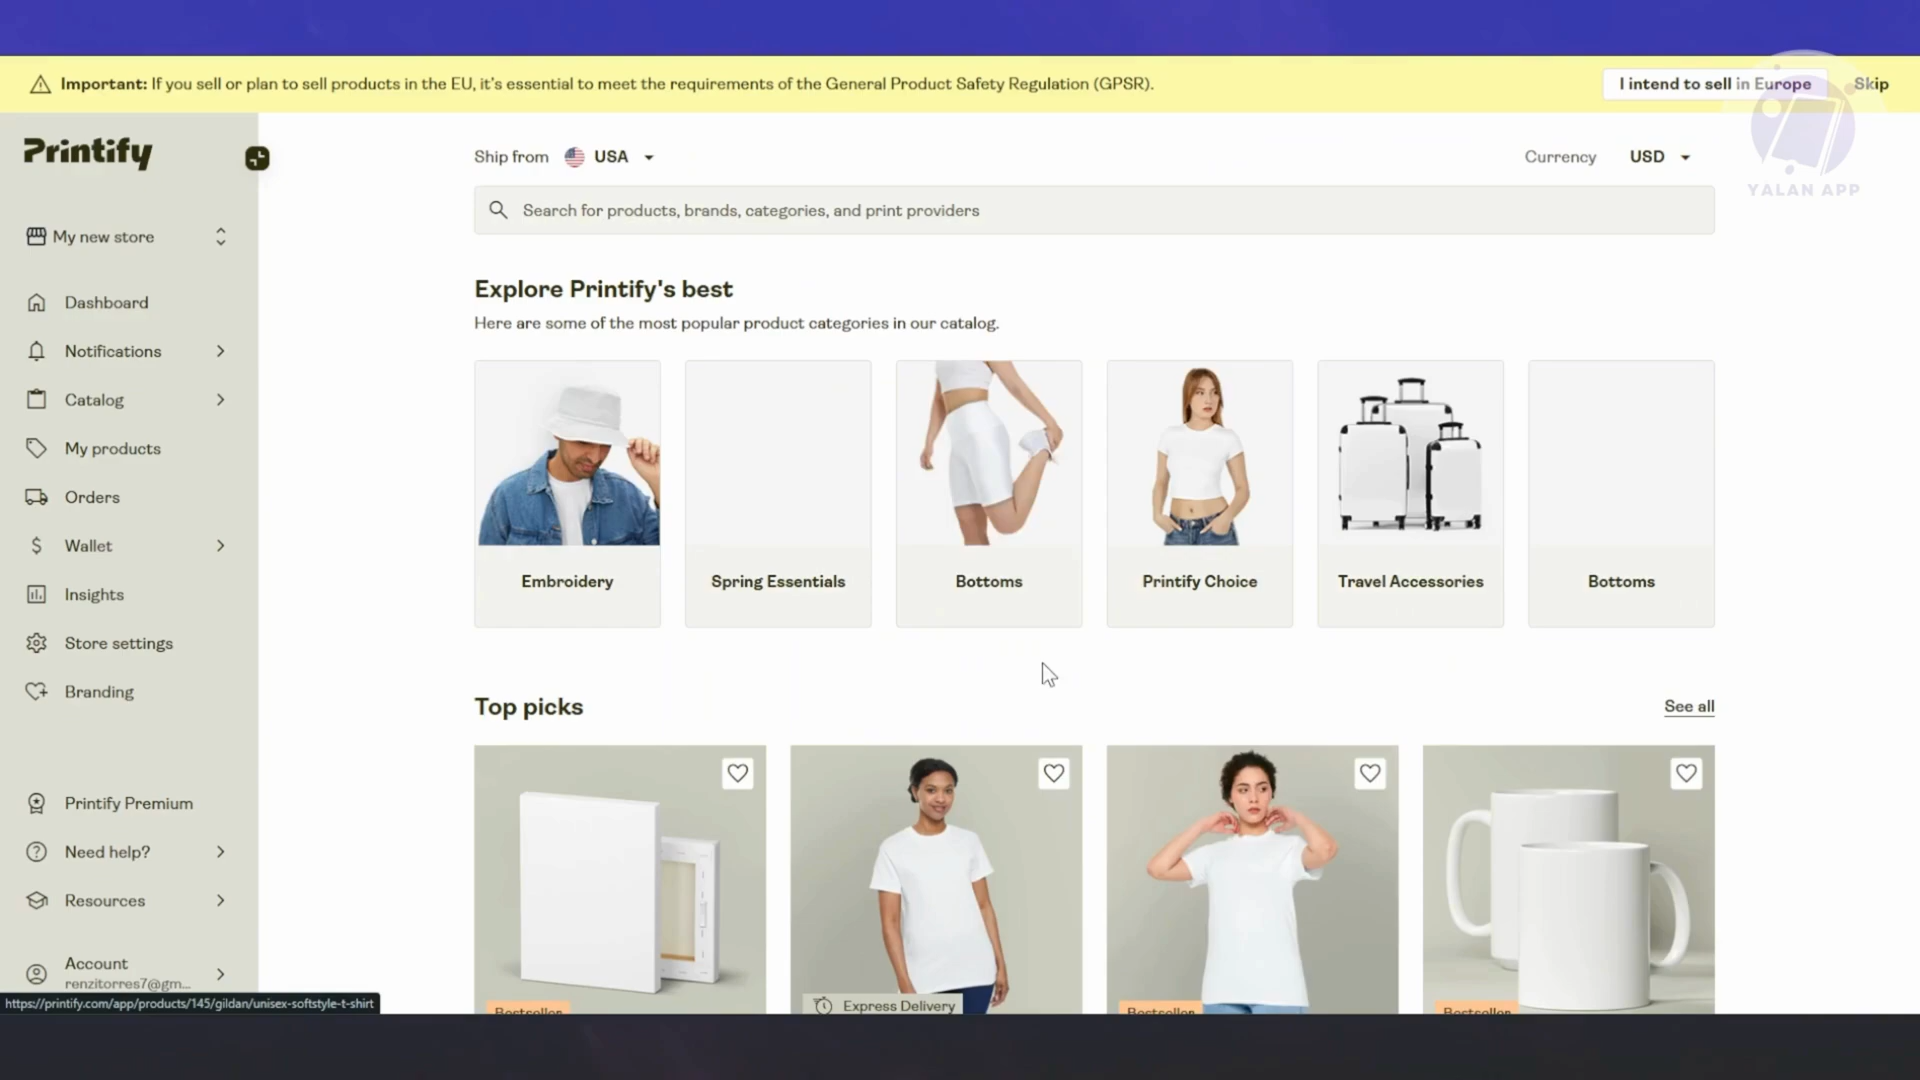 Important: If you sell or plan to sell products in the EU, it's essential to meet the requirements of the General Product Safety Regulation (GPSR).
I intend to sell in Europe
Skip
YALAN APP
Printify
My new store
Dashboard
Notifications
Catalog
My products
Orders
Wallet
Insights
Store settings
Branding
Printify Premium
Need help?
Resources
Account
renzitorres7@gm...
https://printify.com/app/products/145/gildan/unisex-softstyle-t-shirt
Ship from USA
Currency USD
Search for products, brands, categories, and print providers
Explore Printify's best
Here are some of the most popular product categories in our catalog.
Embroidery
Spring Essentials
Bottoms
Printify Choice
Travel Accessories
Bottoms
Top picks
See all
Bestseller
Express Delivery
Bestseller
Bestseller